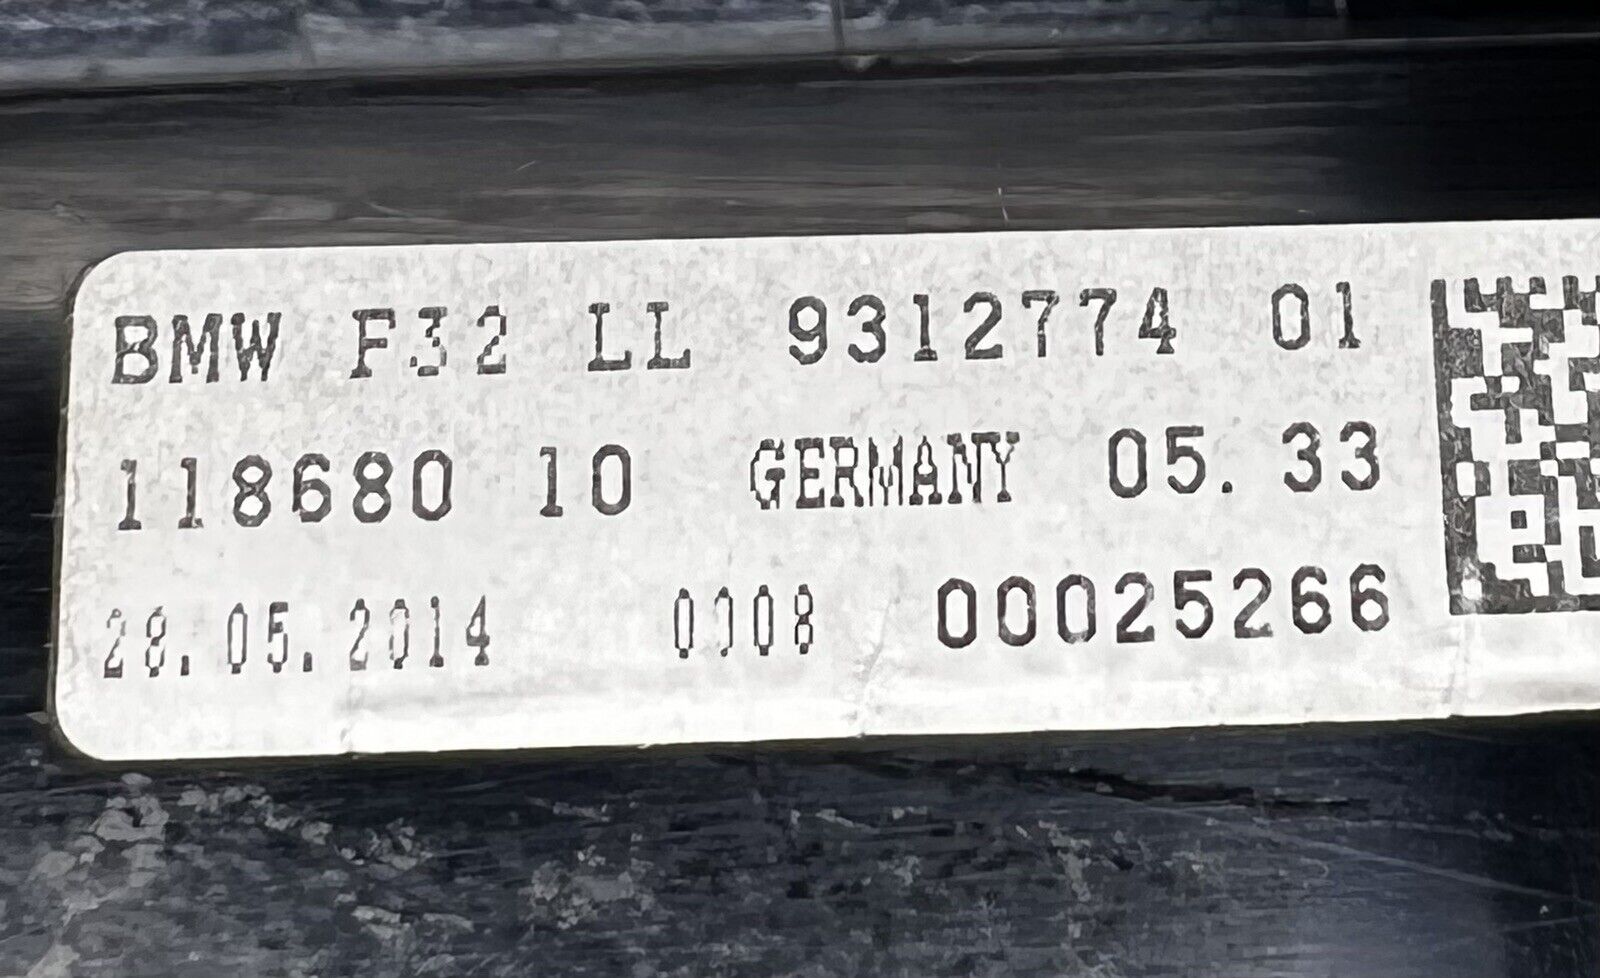 BMW F32 LL 9312774 01
118680 10 GERMANY 05. 33
28.05.2014 0008 00025266